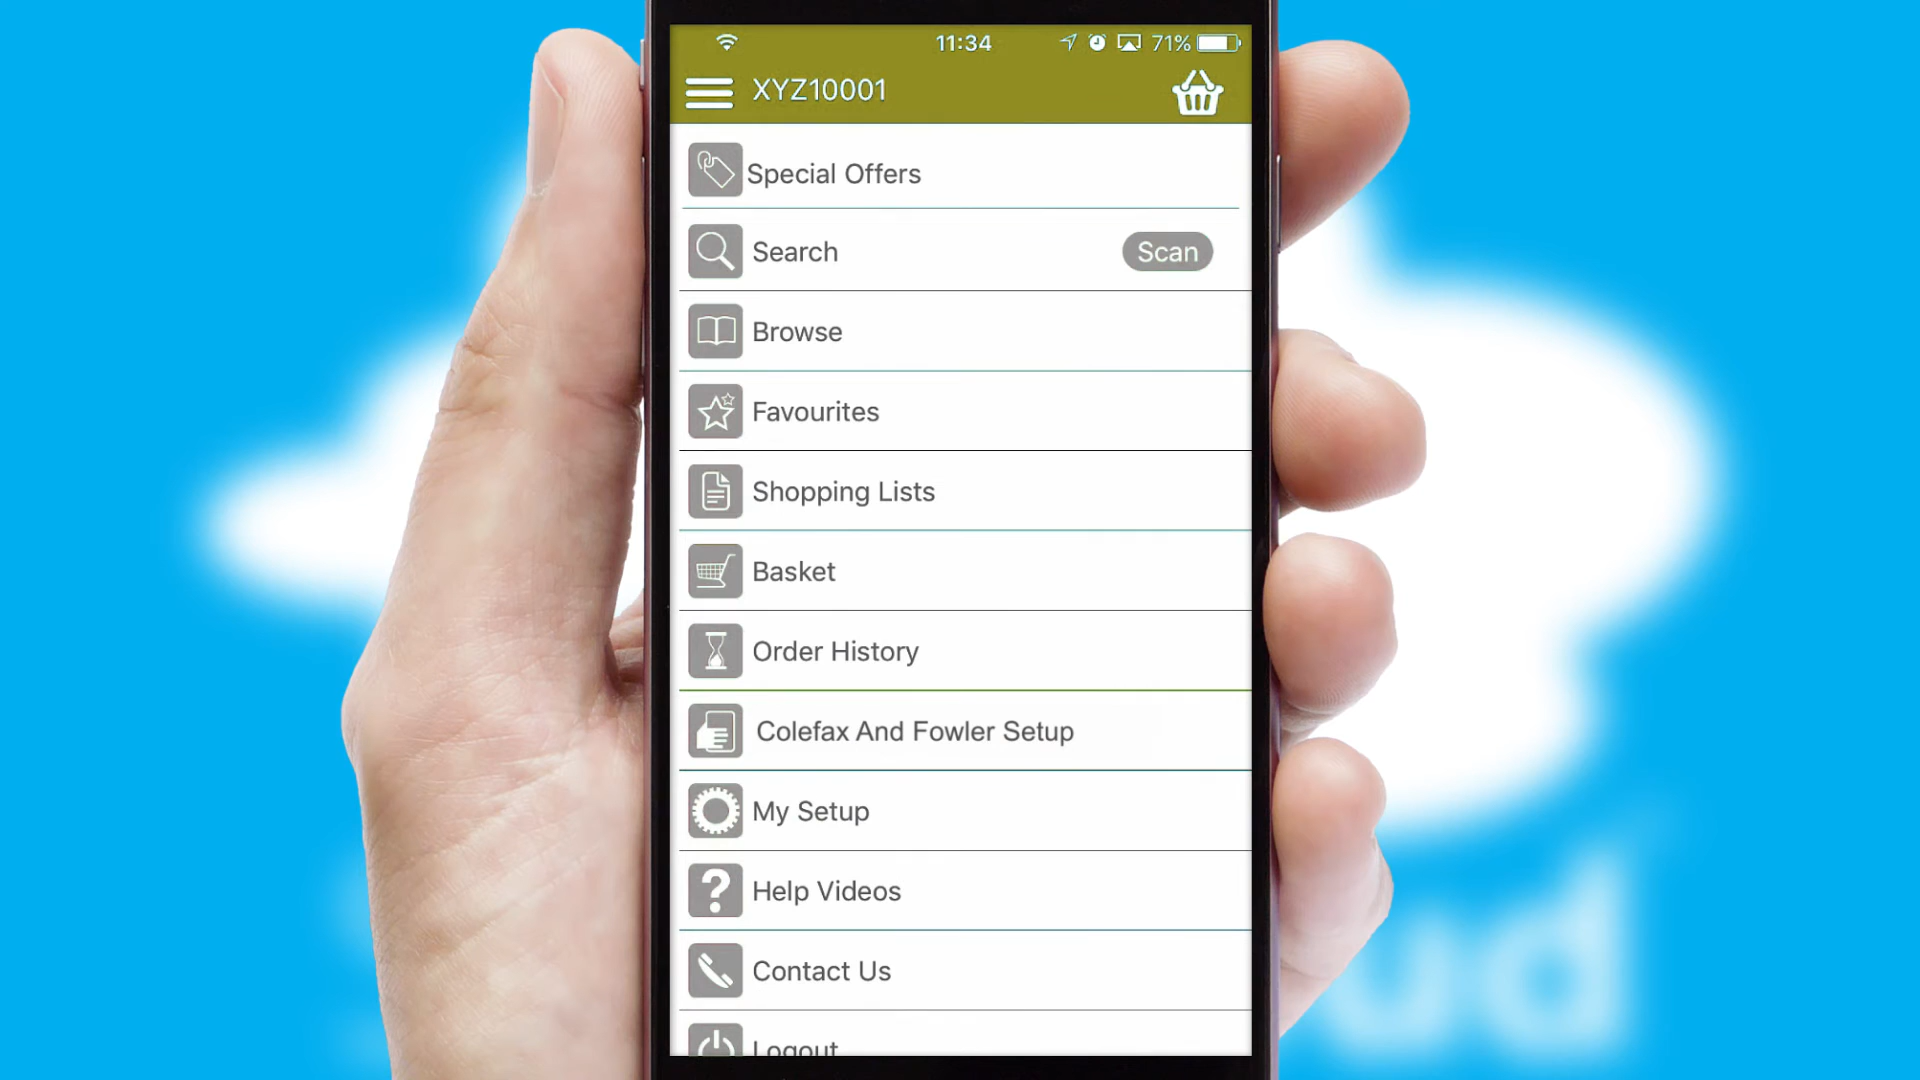 11:34
71%
XYZ10001
Special Offers
Search
Scan
Browse
Favourites
Shopping Lists
Basket
Order History
Colefax And Fowler Setup
My Setup
Help Videos
Contact Us
Logout
ud